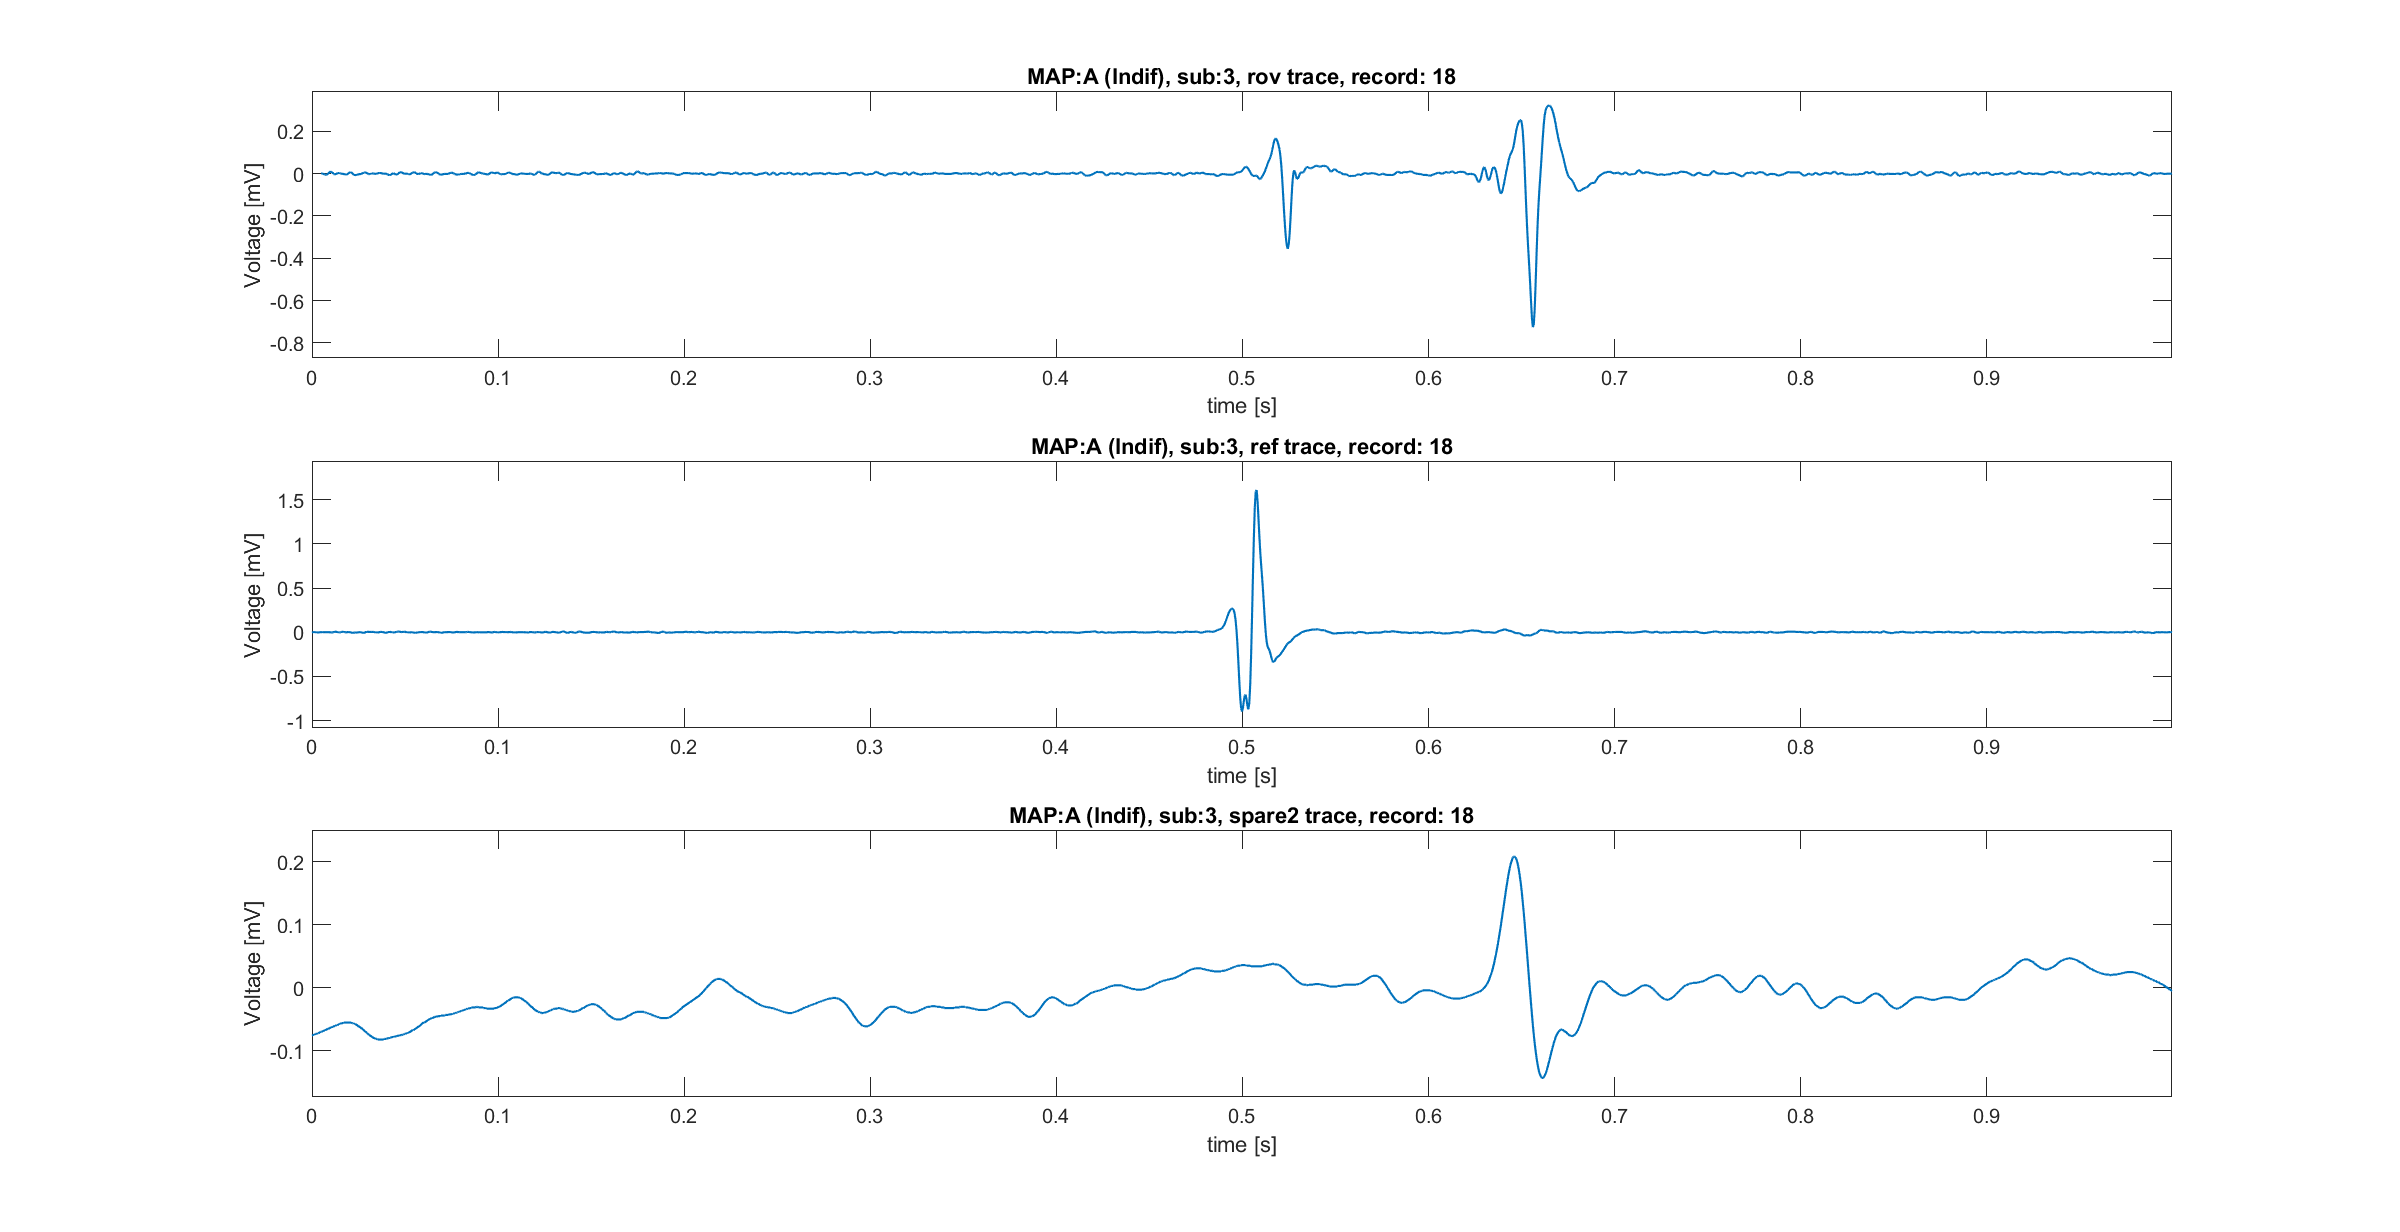 MAP:A (Indif), sub:3, rov trace, record: 18
Voltage [mV]
0.2
0
-0.2
-0.4
-0.6
-0.8
0 0.1 0.2 0.3 0.4 0.5 0.6 0.7 0.8 0.9
time [s]
MAP:A (Indif), sub:3, ref trace, record: 18
Voltage [mV]
1.5
1
0.5
0
-0.5
-1
0 0.1 0.2 0.3 0.4 0.5 0.6 0.7 0.8 0.9
time [s]
MAP:A (Indif), sub:3, spare2 trace, record: 18
Voltage [mV]
0.2
0.1
0
-0.1
0 0.1 0.2 0.3 0.4 0.5 0.6 0.7 0.8 0.9
time [s]